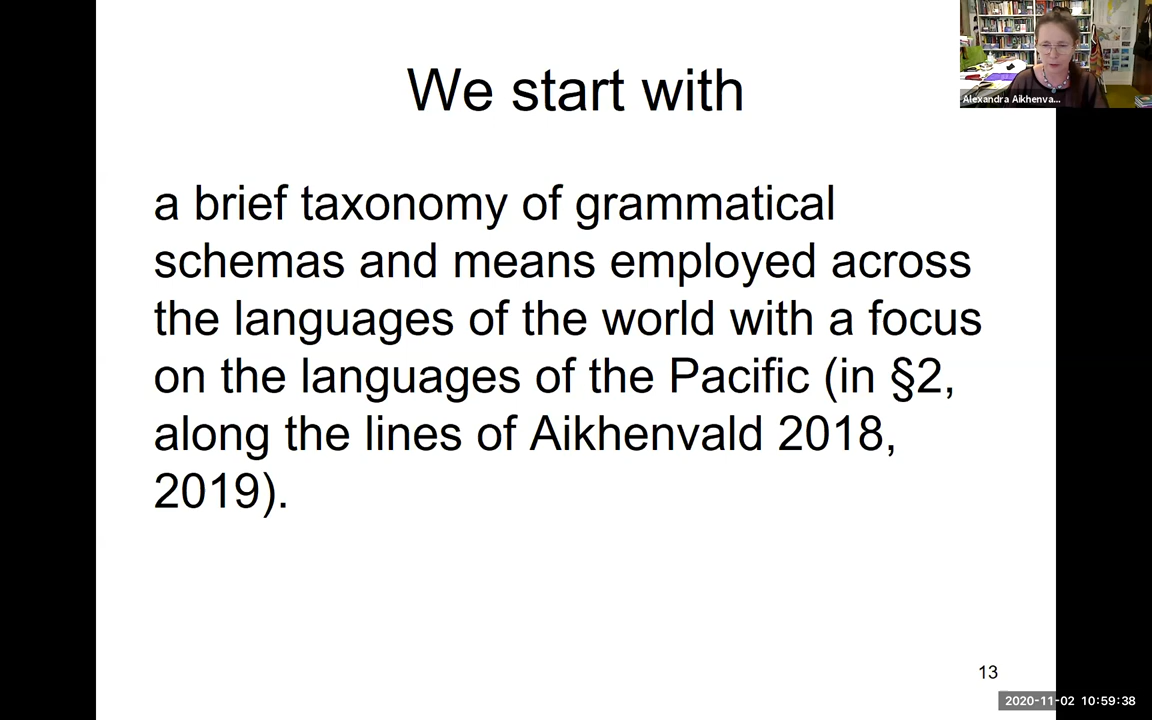 We start with
Alexandra Aikhenva...
a brief taxonomy of grammatical
schemas and means employed across
the languages of the world with a focus
on the languages of the Pacific (in §2,
along the lines of Aikhenvald 2018,
2019).
13
2020-11-02 10:59:38